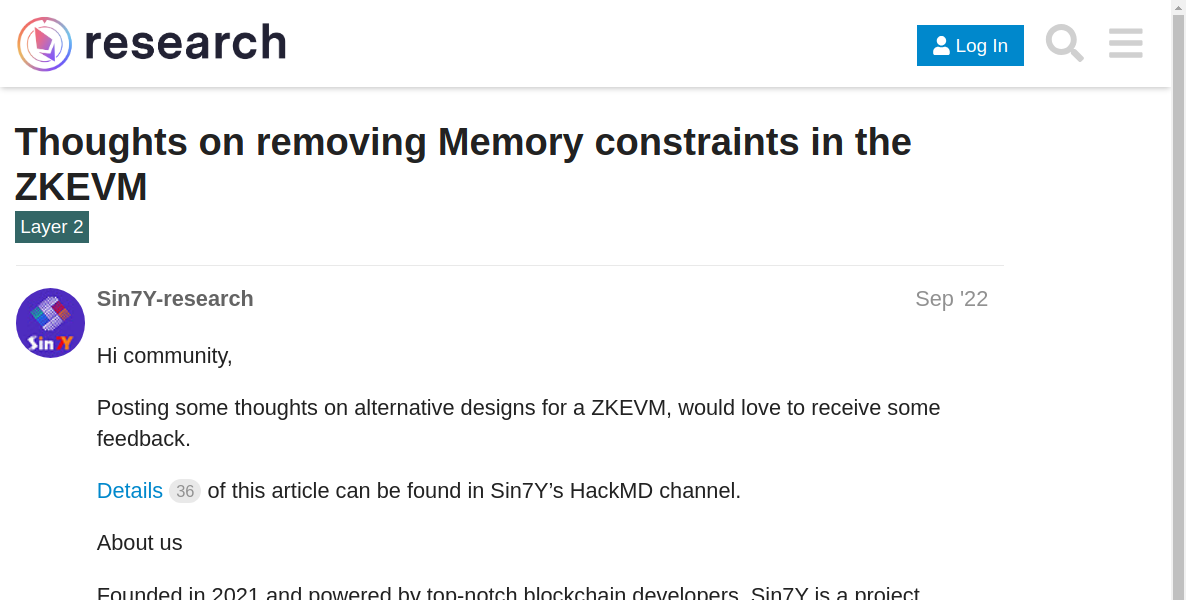 research
Log In
Thoughts on removing Memory constraints in the
ZKEVM
Layer 2
Sin7Y-research
Sep '22
Sin7Y
Hi community,
Posting some thoughts on alternative designs for a ZKEVM, would love to receive some
feedback.
Details 36 of this article can be found in Sin7Y’s HackMD channel.
About us
Founded in 2021 and powered by top-notch blockchain developers, Sin7Y is a project